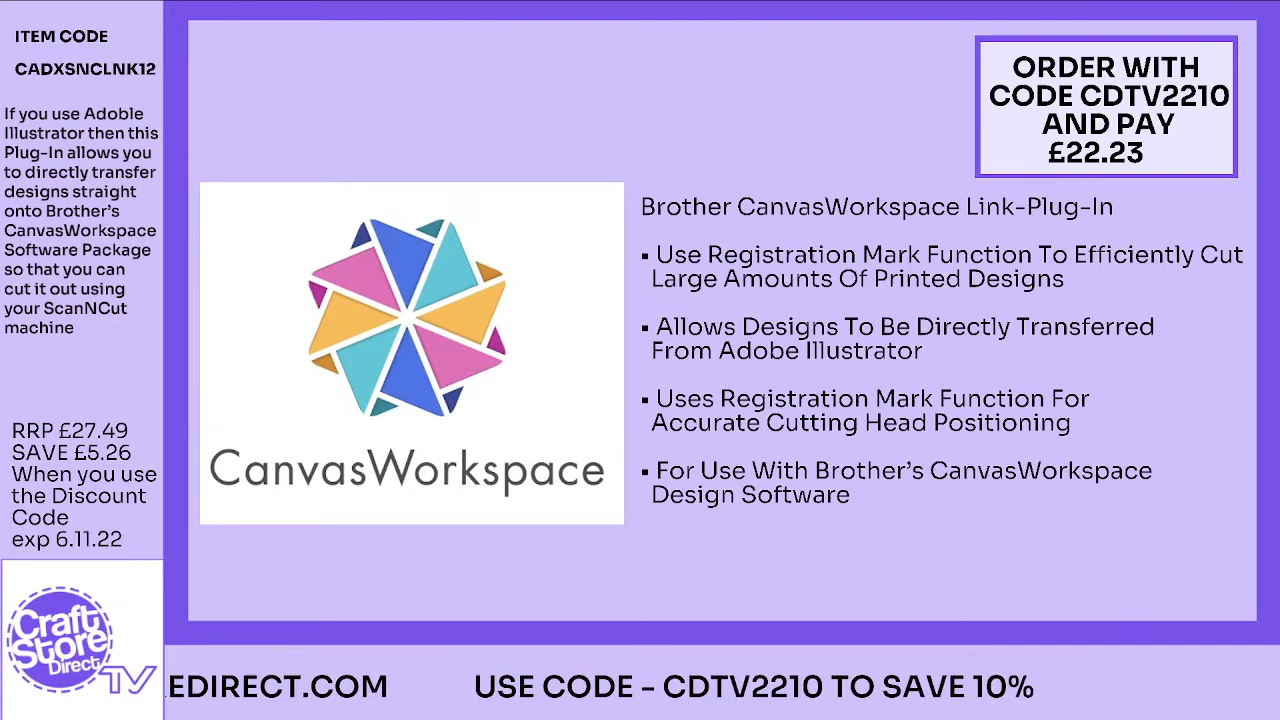 ITEM CODE
CADXSNCLNK12
If you use Adoble
Illustrator then this
Plug-In allows you
to directly transfer
designs straight
onto Brother’s
CanvasWorkspace
Software Package
so that you can
cut it out using
your ScanNCut
machine
RRP £27.49
SAVE £5.26
When you use
the Discount
Code
exp 6.11.22
Craft
Store
Direct
TV
ORDER WITH
CODE CDTV2210
AND PAY
£22.23
CanvasWorkspace
Brother CanvasWorkspace Link-Plug-In
▪ Use Registration Mark Function To Efficiently Cut
Large Amounts Of Printed Designs
▪ Allows Designs To Be Directly Transferred
From Adobe Illustrator
▪ Uses Registration Mark Function For
Accurate Cutting Head Positioning
▪ For Use With Brother’s CanvasWorkspace
Design Software
EDIRECT.COM USE CODE - CDTV2210 TO SAVE 10%